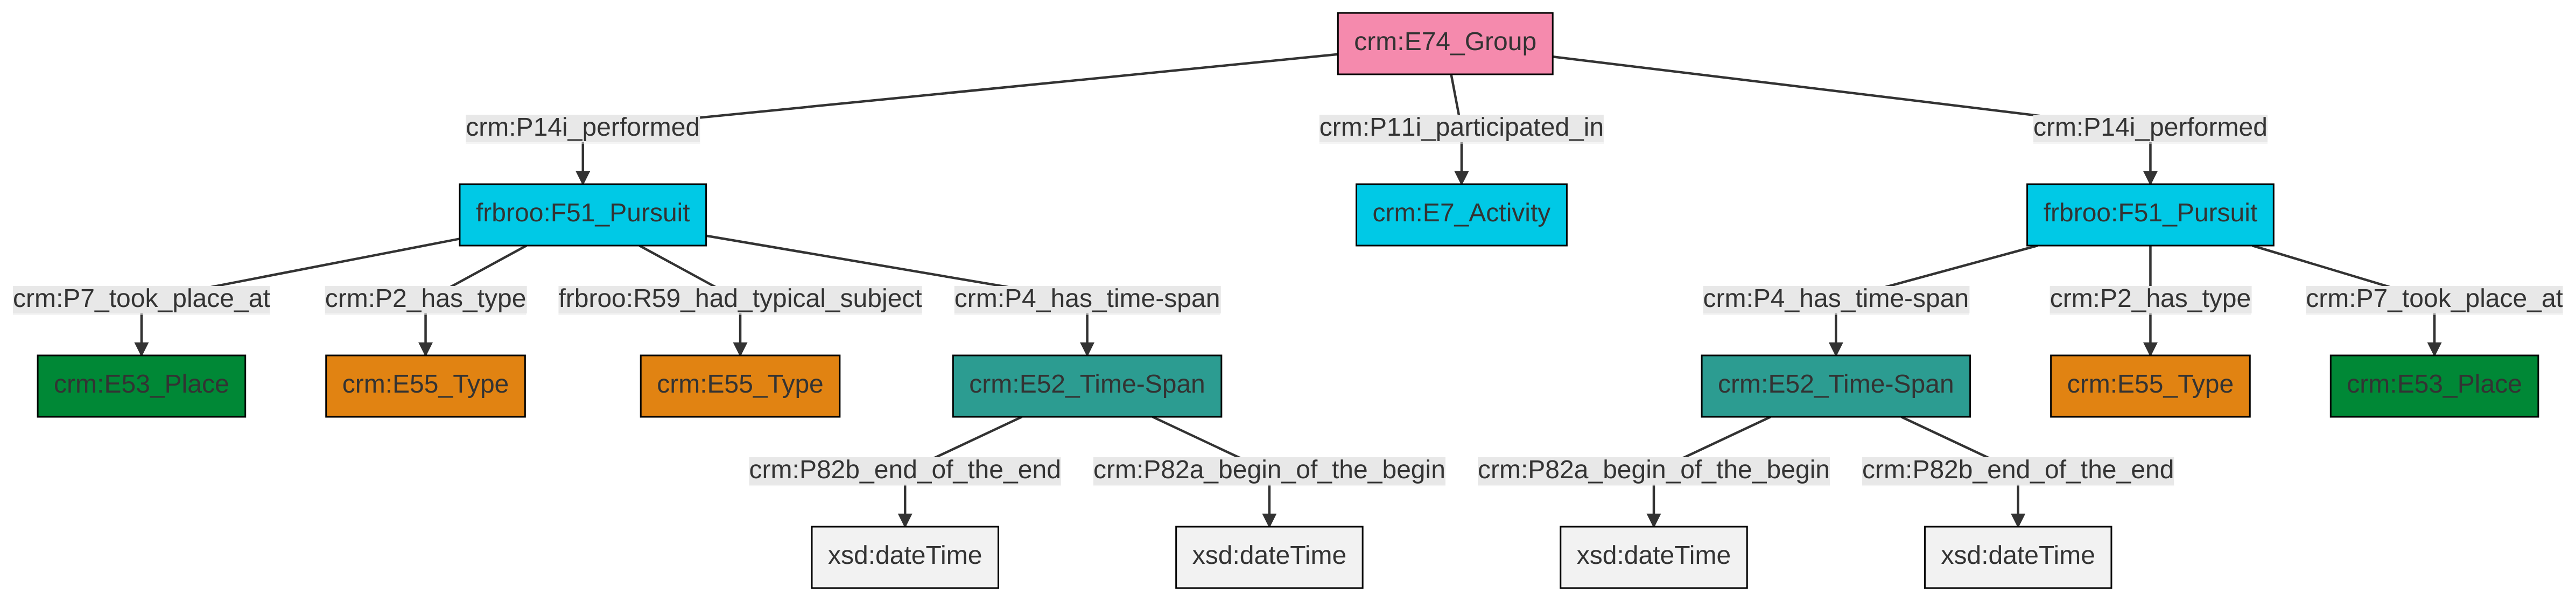 crm:E74_Group
crm:P14i_performed
crm:P11i_participated_in
crm:P14i_performed
frbroo:F51_Pursuit
crm:E7_Activity
frbroo:F51_Pursuit
crm:P7_took_place_at
crm:P2_has_type
frbroo:R59_had_typical_subject
crm:P4_has_time-span
crm:P4_has_time-span
crm:P2_has_type
crm:P7_took_place_at
crm:E53_Place
crm:E55_Type
crm:E55_Type
crm:E52_Time-Span
crm:E52_Time-Span
crm:E55_Type
crm:E53_Place
crm:P82b_end_of_the_end
crm:P82a_begin_of_the_begin
crm:P82a_begin_of_the_begin
crm:P82b_end_of_the_end
xsd:dateTime
xsd:dateTime
xsd:dateTime
xsd:dateTime